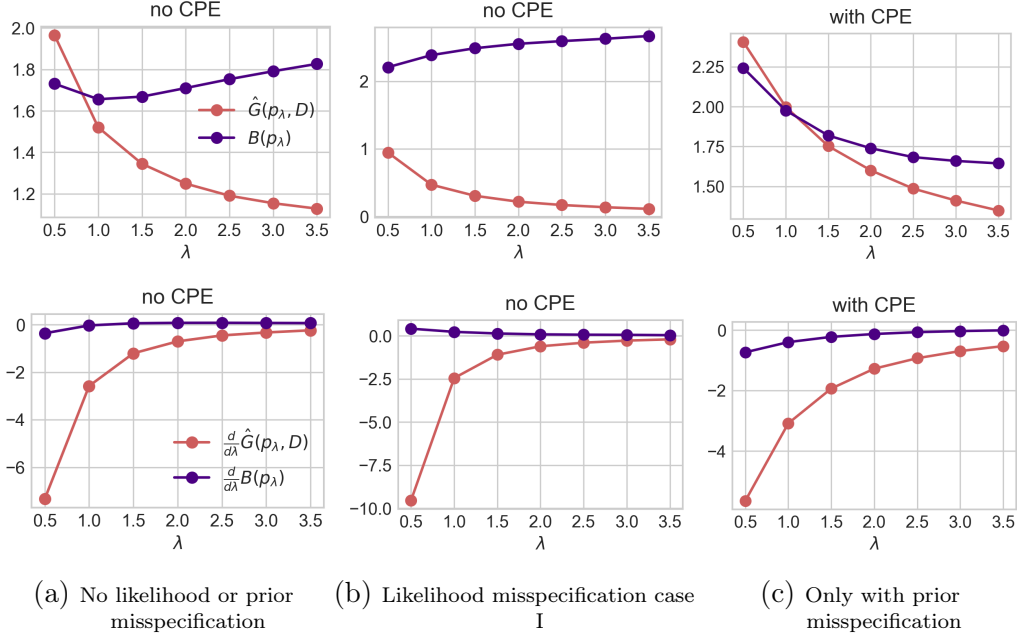 no CPE
no CPE
with CPE
2.0
1.8
1.6
1.4
1.2
Ĝ(p_λ, D)
B(p_λ)
0.5 1.0 1.5 2.0 2.5 3.0 3.5
λ
2
1
0
0.5 1.0 1.5 2.0 2.5 3.0 3.5
λ
2.25
2.00
1.75
1.50
0.5 1.0 1.5 2.0 2.5 3.0 3.5
λ
no CPE
no CPE
with CPE
0
−2
−4
−6
d/dλ Ĝ(p_λ, D)
d/dλ B(p_λ)
0.5 1.0 1.5 2.0 2.5 3.0 3.5
λ
0.0
−2.5
−5.0
−7.5
−10.0
0.5 1.0 1.5 2.0 2.5 3.0 3.5
λ
0
−2
−4
0.5 1.0 1.5 2.0 2.5 3.0 3.5
λ
(a) No likelihood or prior
misspecification
(b) Likelihood misspecification case
I
(c) Only with prior
misspecification